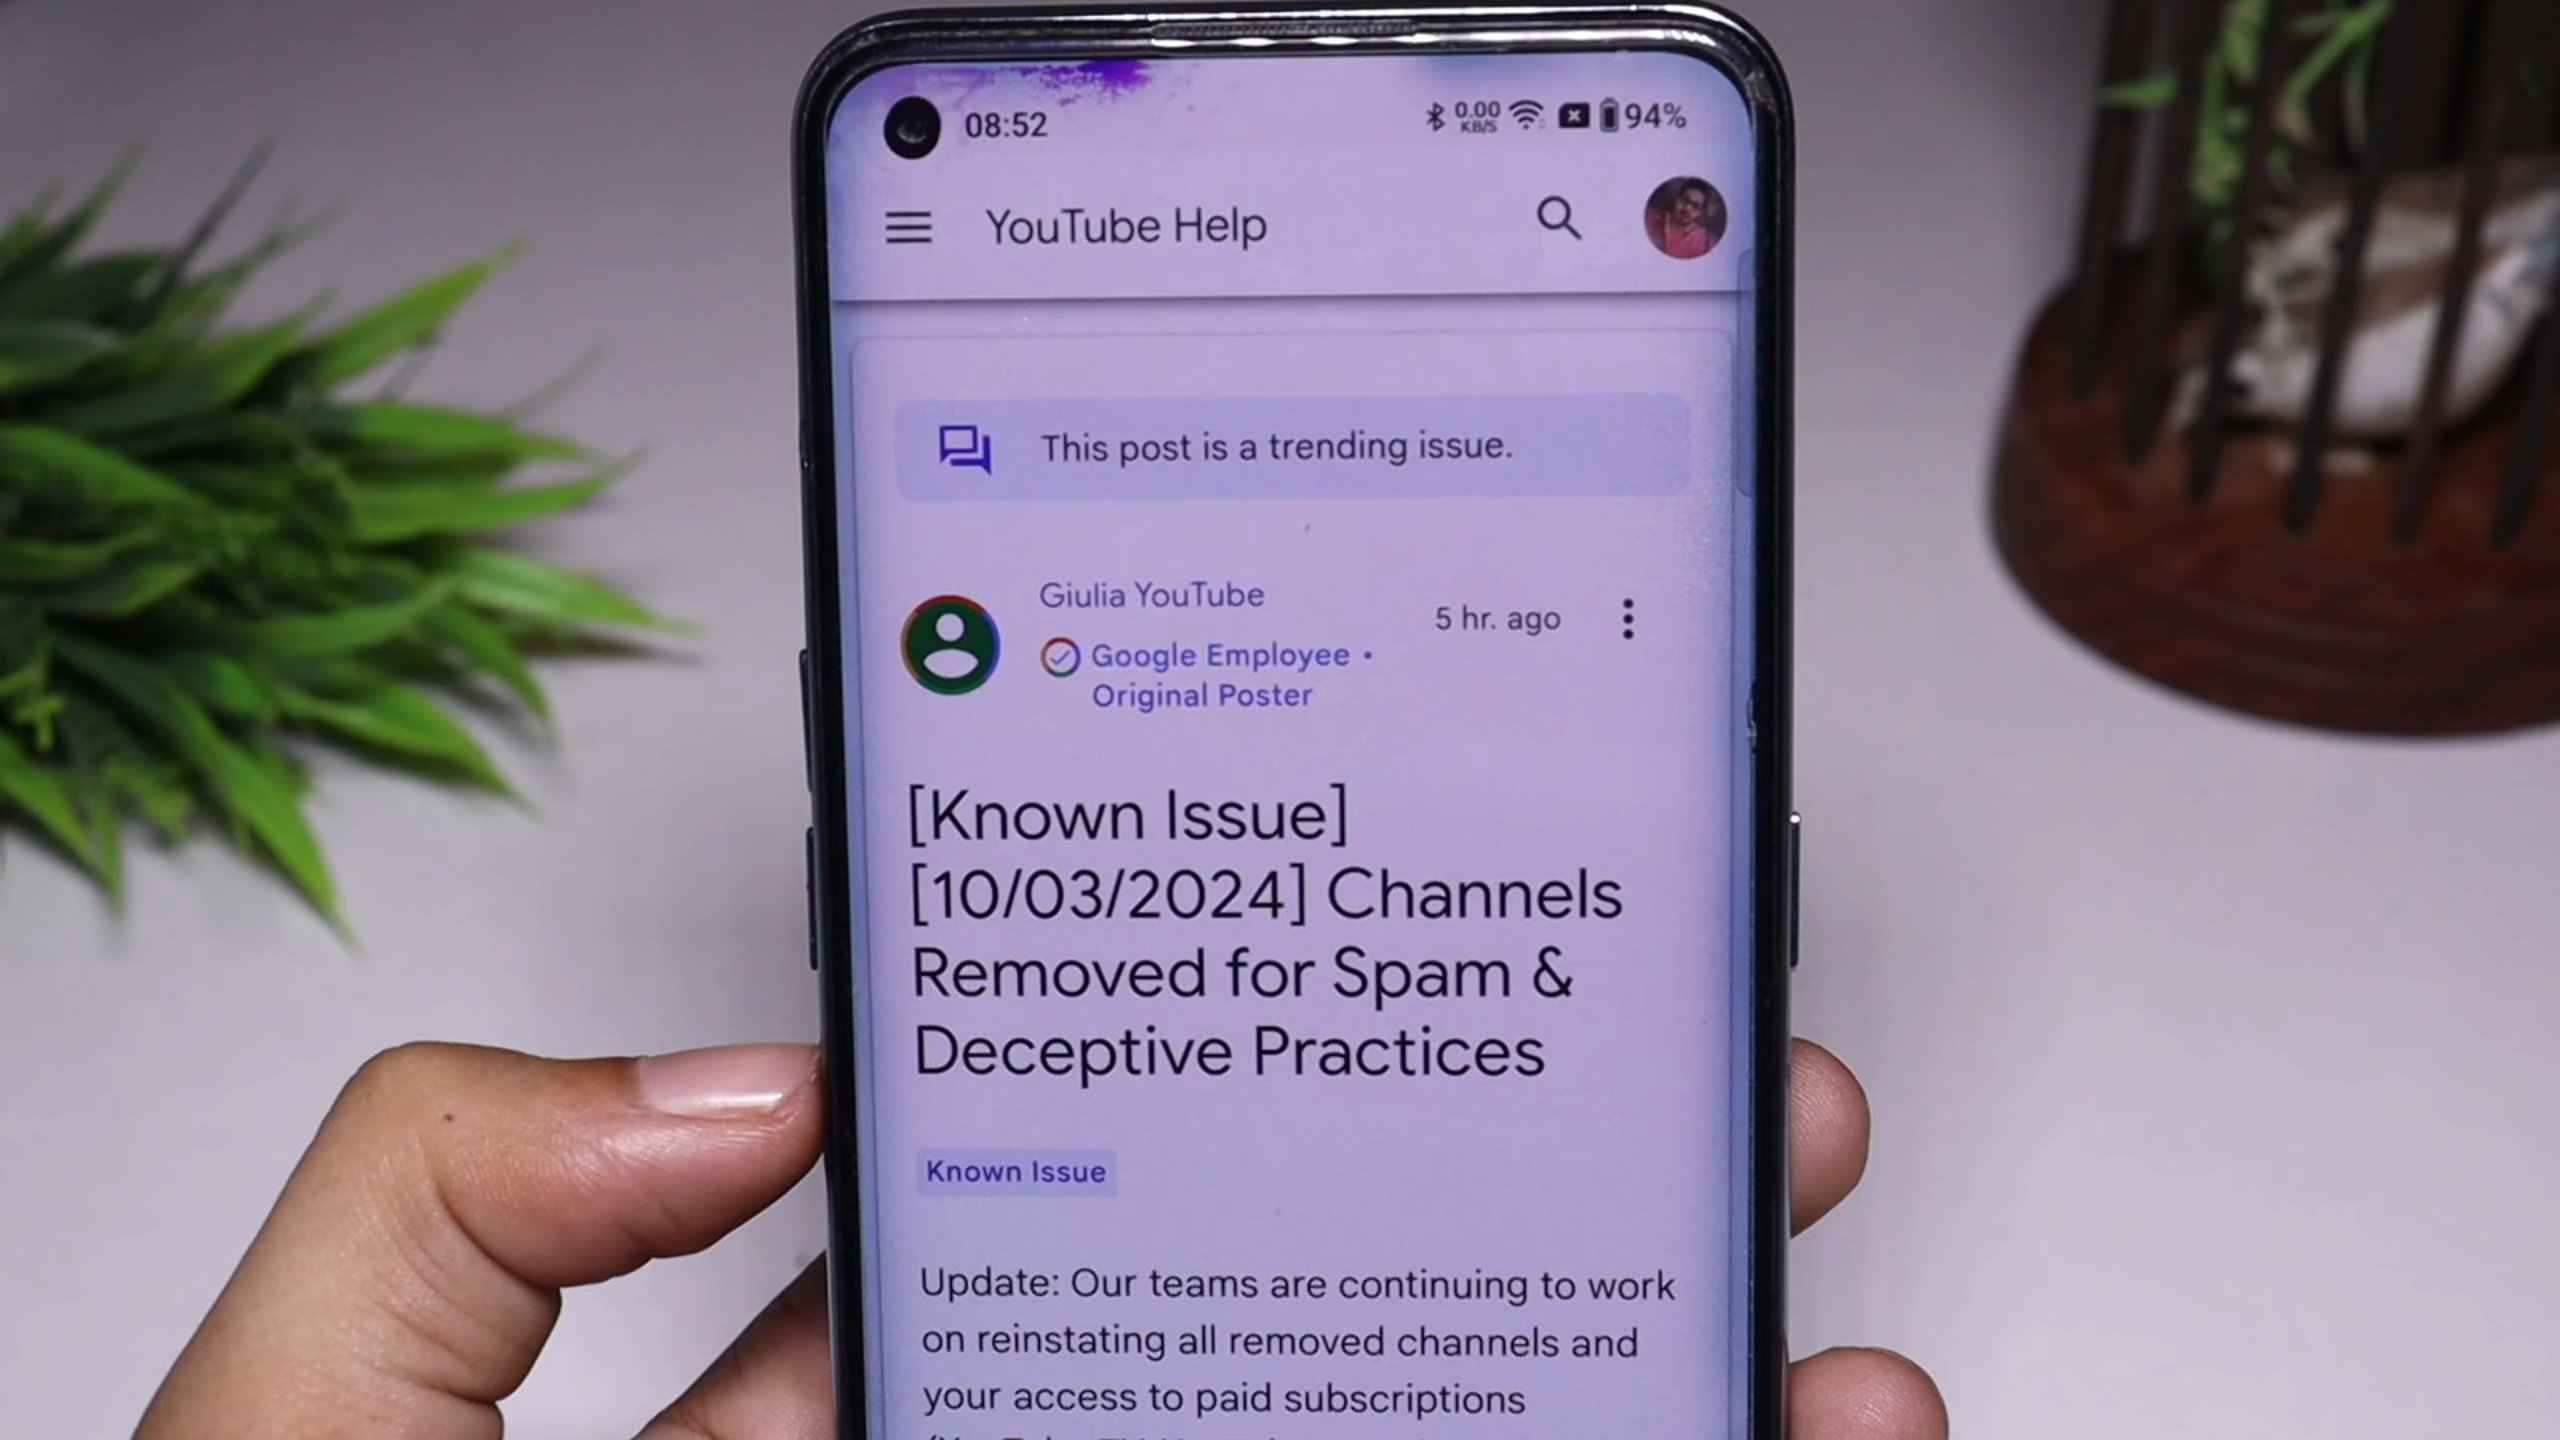 08:52
0.00
KB/S
94%
YouTube Help
This post is a trending issue.
Giulia YouTube
5 hr. ago
Google Employee •
Original Poster
[Known Issue]
[10/03/2024] Channels
Removed for Spam &
Deceptive Practices
Known Issue
Update: Our teams are continuing to work
on reinstating all removed channels and
your access to paid subscriptions